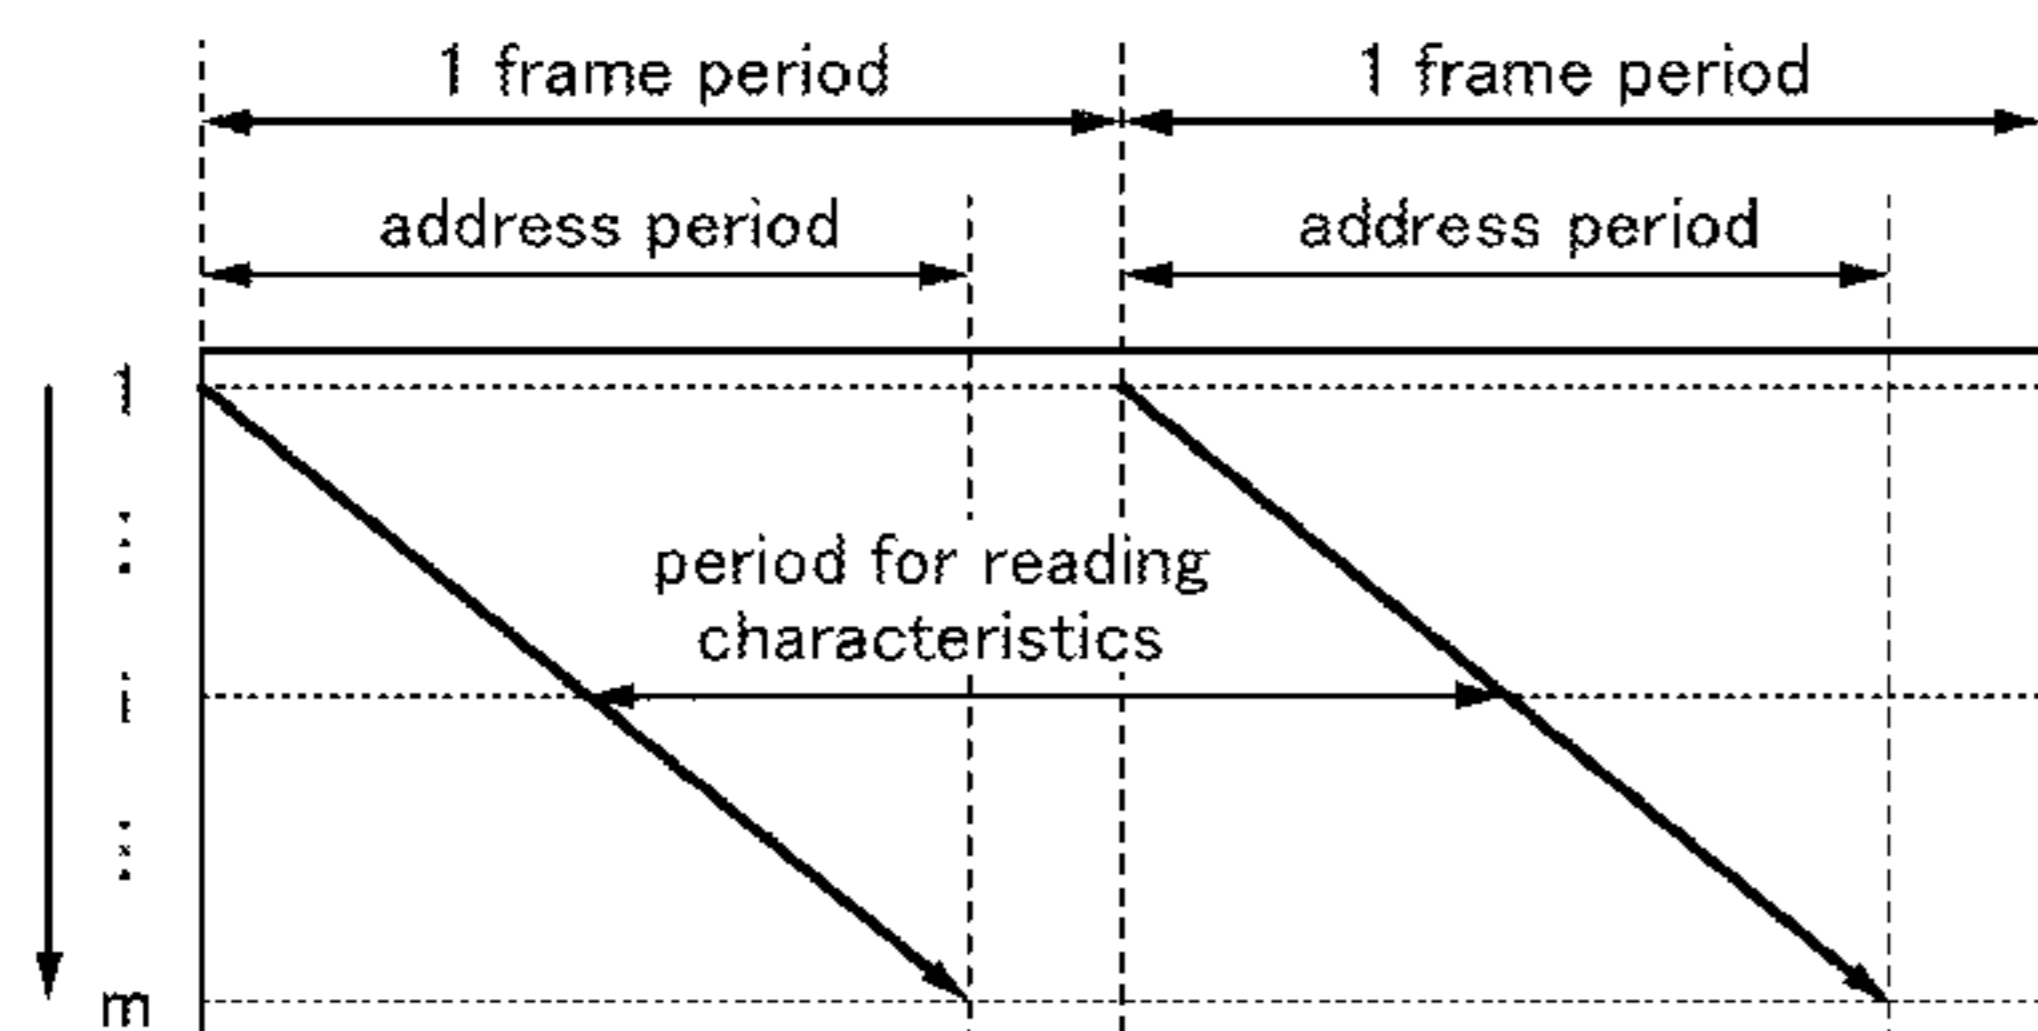 1 frame period 1 frame period
address period address period
1
period for reading
characteristics
i
m